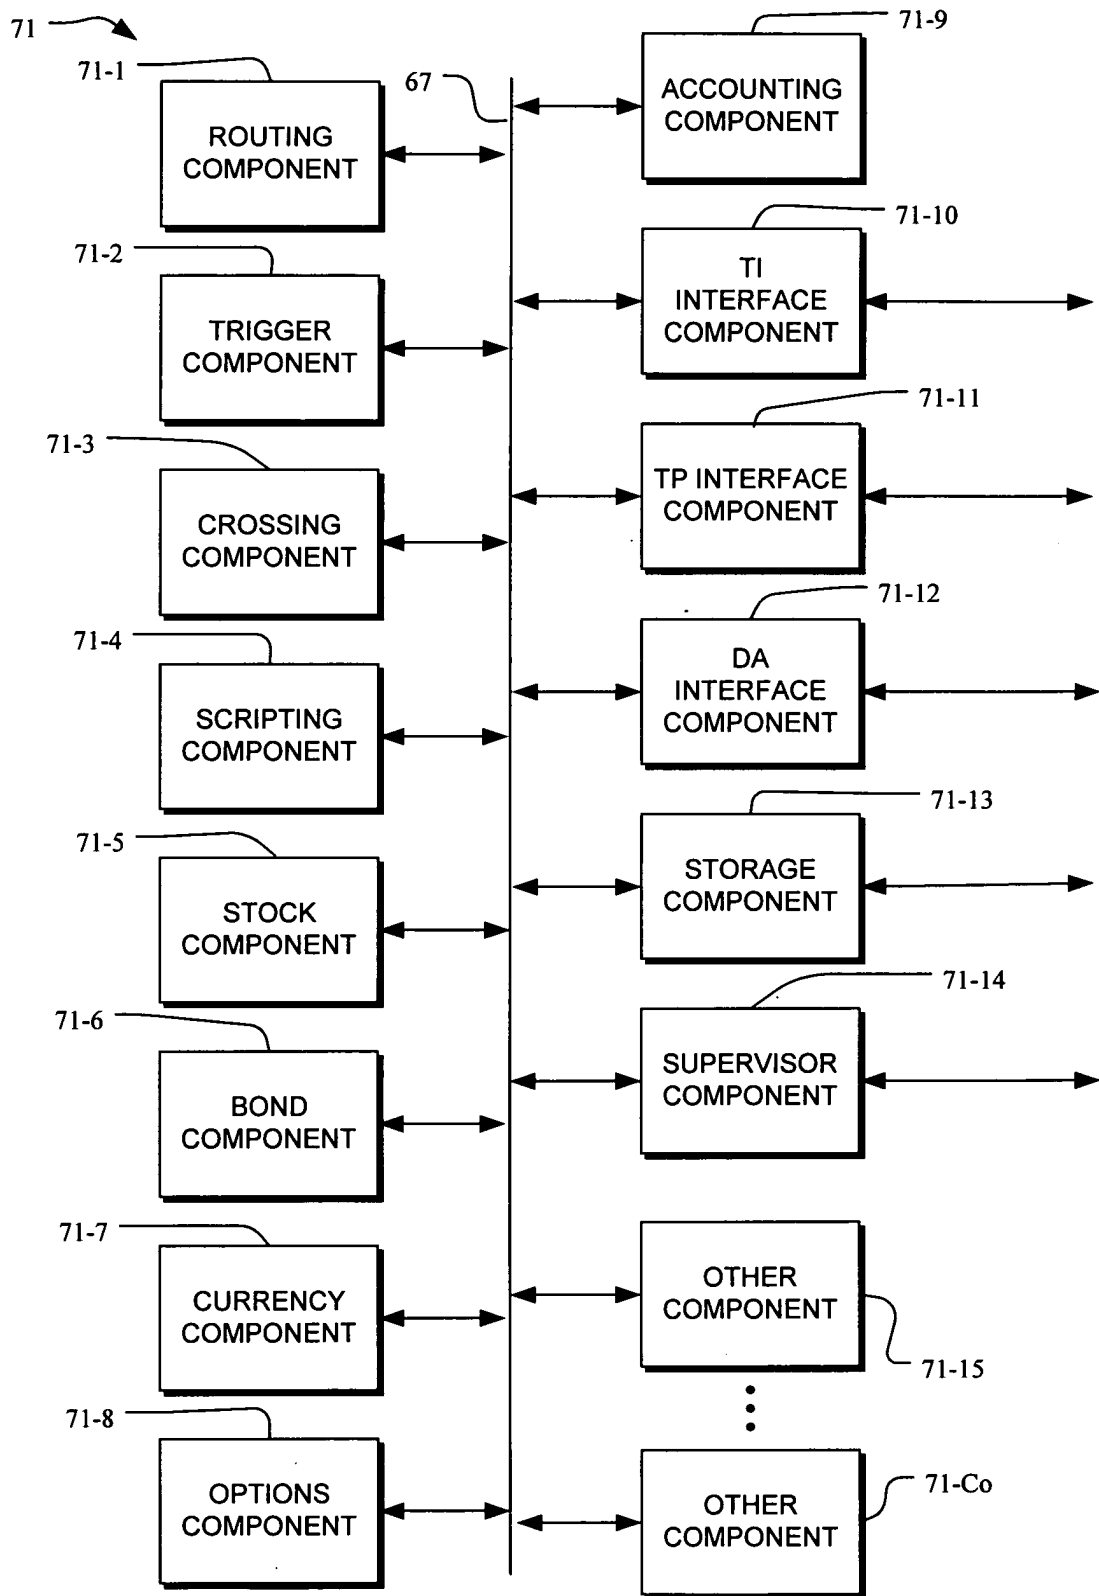 71
71-1
ROUTING
COMPONENT
71-2
TRIGGER
COMPONENT
71-3
CROSSING
COMPONENT
71-4
SCRIPTING
COMPONENT
71-5
STOCK
COMPONENT
71-6
BOND
COMPONENT
71-7
CURRENCY
COMPONENT
71-8
OPTIONS
COMPONENT
67
71-9
ACCOUNTING
COMPONENT
71-10
TI
INTERFACE
COMPONENT
71-11
TP INTERFACE
COMPONENT
71-12
DA
INTERFACE
COMPONENT
71-13
STORAGE
COMPONENT
71-14
SUPERVISOR
COMPONENT
OTHER
COMPONENT
71-15
71-Co
OTHER
COMPONENT